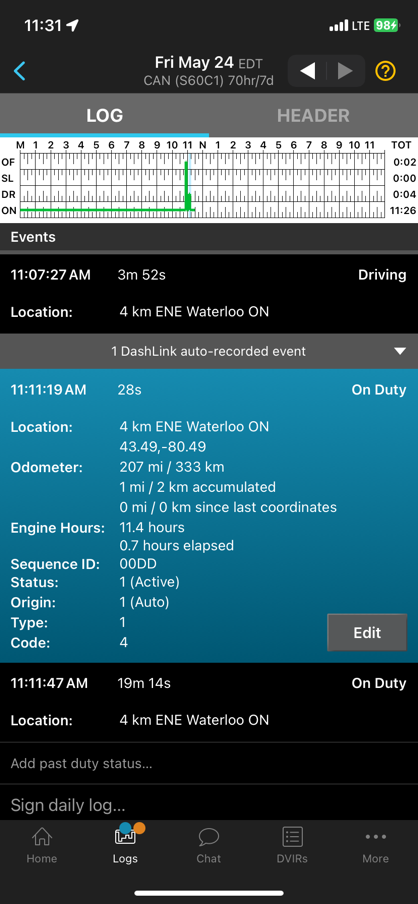 11:31
LTE 98
Fri May 24 EDT
CAN (S60C1) 70hr/7d
?
LOG
HEADER
M 1 2 3 4 5 6 7 8 9 10 11 N 1 2 3 4 5 6 7 8 9 10 11 TOT
OF 0:02
SL 0:00
DR 0:04
ON 11:26
Events
11:07:27 AM 3m 52s Driving
Location: 4 km ENE Waterloo ON
1 DashLink auto-recorded event
11:11:19 AM 28s On Duty
Location: 4 km ENE Waterloo ON
43.49,-80.49
Odometer: 207 mi / 333 km
1 mi / 2 km accumulated
0 mi / 0 km since last coordinates
Engine Hours: 11.4 hours
0.7 hours elapsed
Sequence ID: 00DD
Status: 1 (Active)
Origin: 1 (Auto)
Type: 1
Code: 4
Edit
11:11:47 AM 19m 14s On Duty
Location: 4 km ENE Waterloo ON
Add past duty status...
Sign daily log...
Home Logs Chat DVIRs More